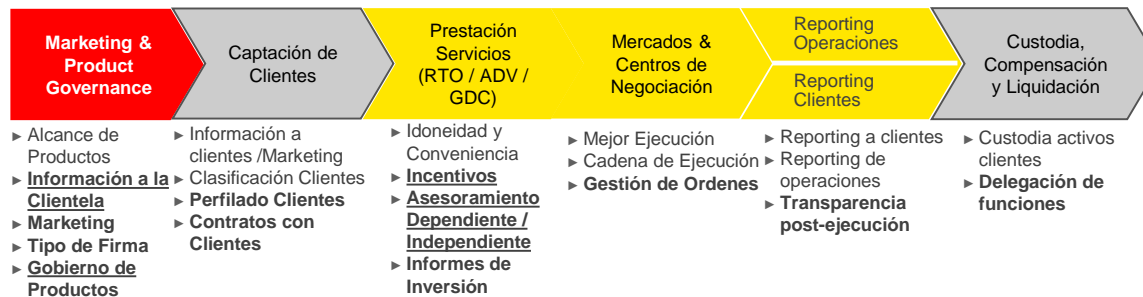 Marketing &
Product
Governance
Captación de
Clientes
Prestación
Servicios
(RTO / ADV /
GDC)
Mercados &
Centros de
Negociación
Reporting
Operaciones
Reporting
Clientes
Custodia,
Compensación
y Liquidación
► Alcance de
Productos
► Información a la
Clientela
► Marketing
► Tipo de Firma
► Gobierno de
Productos
► Información a
clientes /Marketing
► Clasificación Clientes
► Perfilado Clientes
► Contratos con
Clientes
► Idoneidad y
Conveniencia
► Incentivos
► Asesoramiento
Dependiente /
Independiente
► Informes de
Inversión
► Mejor Ejecución
► Cadena de Ejecución
► Gestión de Ordenes
► Reporting a clientes
► Reporting de
operaciones
► Transparencia
post-ejecución
► Custodia activos
clientes
► Delegación de
funciones